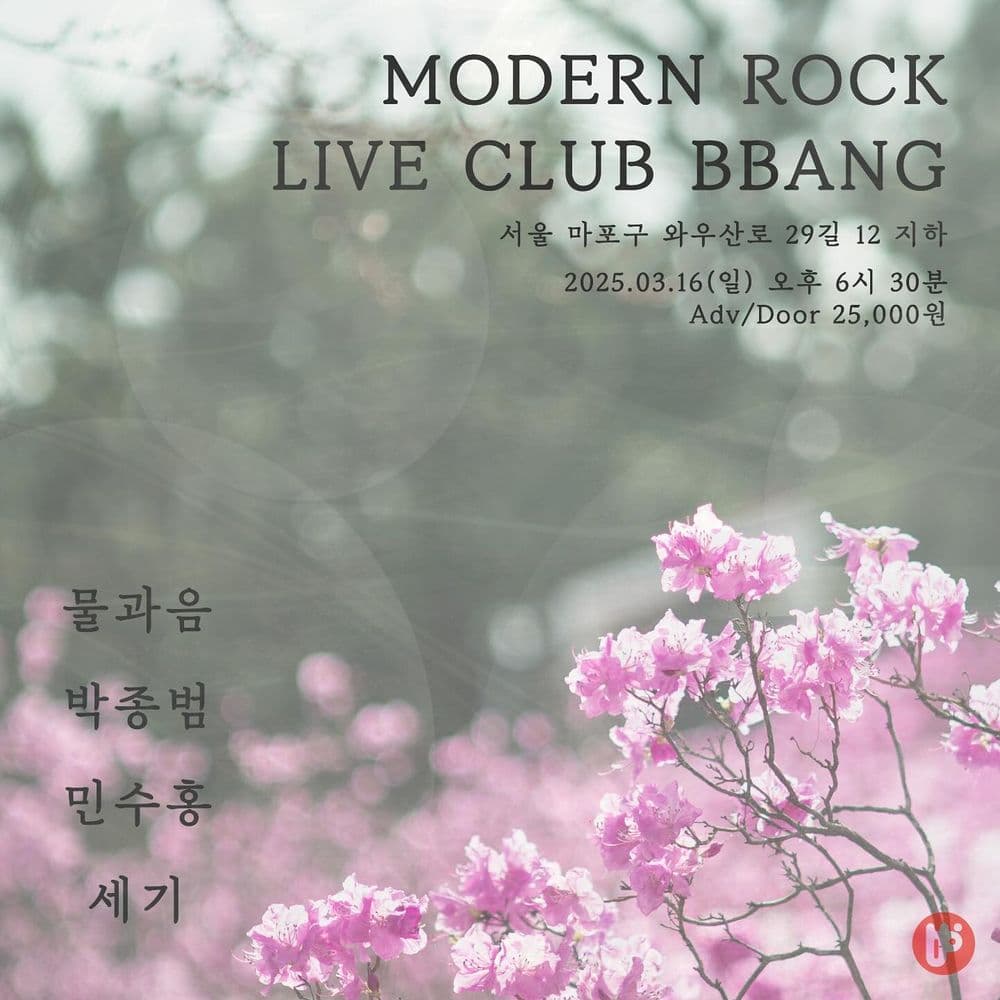 MODERN ROCK
LIVE CLUB BBANG
서울 마포구 와우산로 29길 12 지하
2025.03.16(일) 오후 6시 30분
Adv/Door 25,000원
물과음
박종범
민수홍
세기